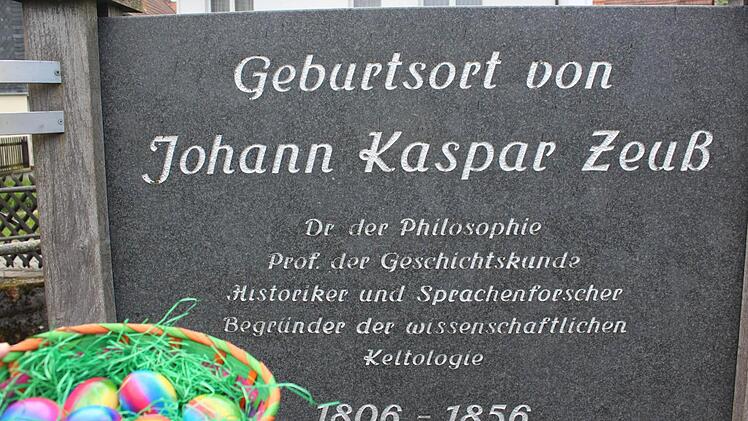 Geburtsort von
Johann Kaspar Zeuß
Dr der Philosophie
Prof. der Geschichtskunde
Historiker und Sprachenforscher
Begründer der wissenschaftlichen
Keltologie
1806 - 1856